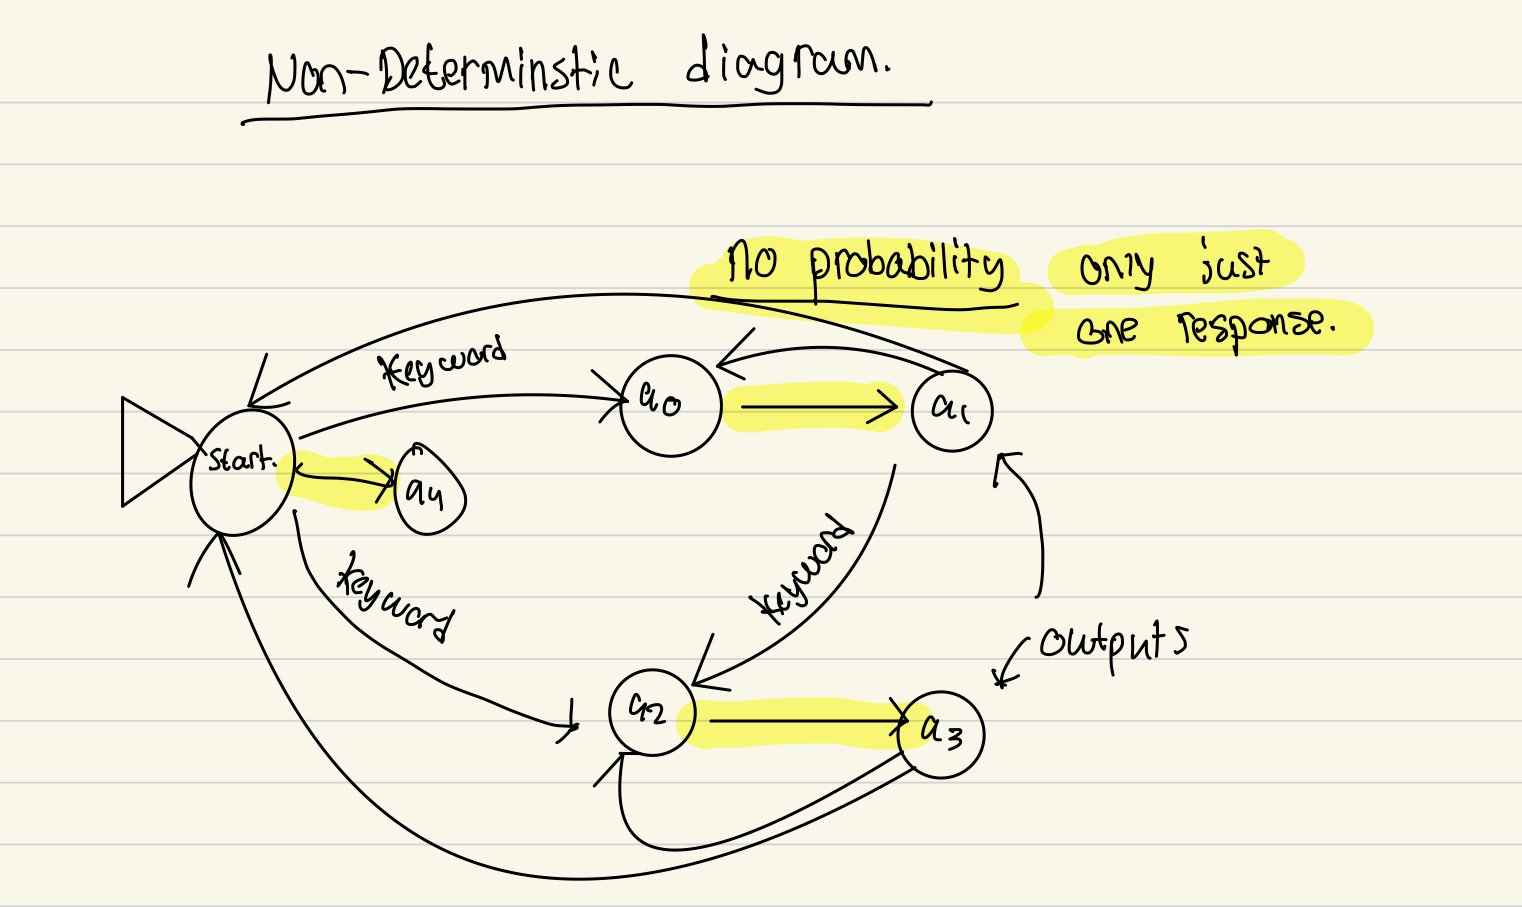 Non-Determinstic diagram.
no probability only just
one response.
Keyword
a0
a1
start.
a4
Keyword
Keyword
outputs
a2
a3